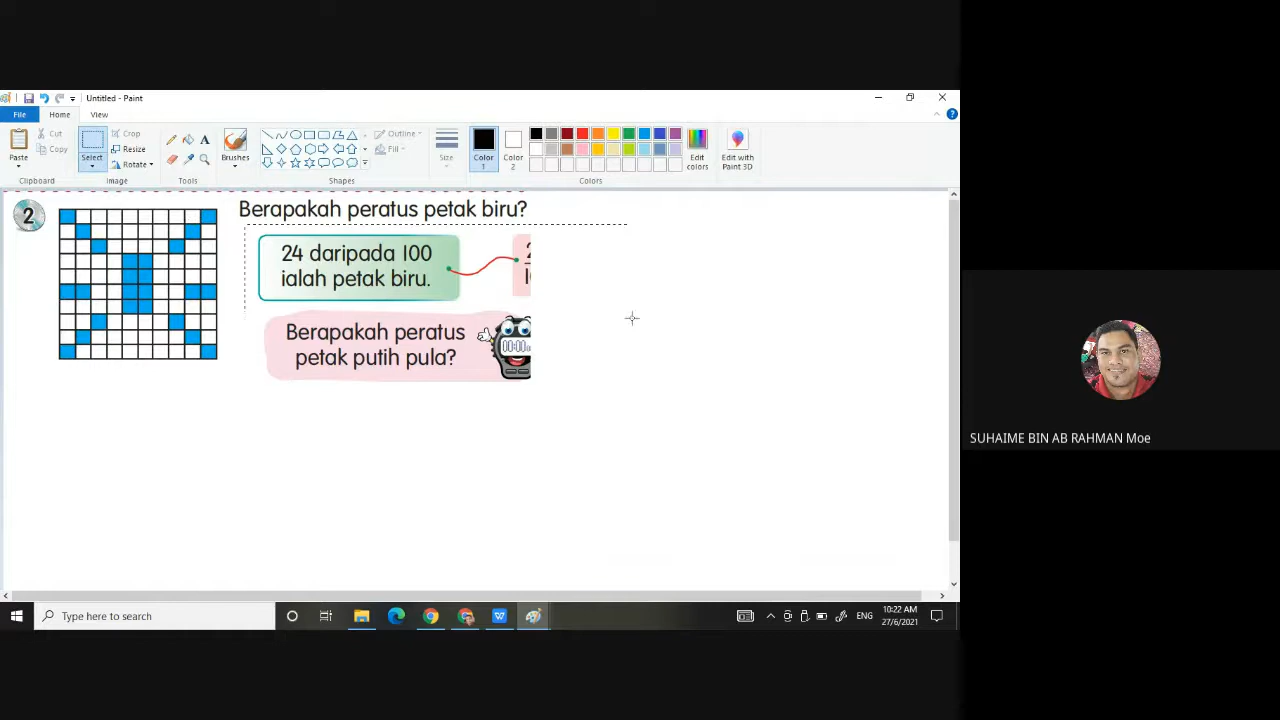 Untitled - Paint
File Home View
Paste
Cut
Copy
Clipboard
Select
Crop
Resize
Rotate
Image
Tools
Brushes
Outline
Fill
Shapes
Size
Color 1
Color 2
Edit colors
Colors
Edit with Paint 3D
2
Berapakah peratus petak biru?
24 daripada 100
ialah petak biru.
Berapakah peratus
petak putih pula?
SUHAIME BIN AB RAHMAN Moe
Type here to search
ENG
10:22 AM
27/6/2021